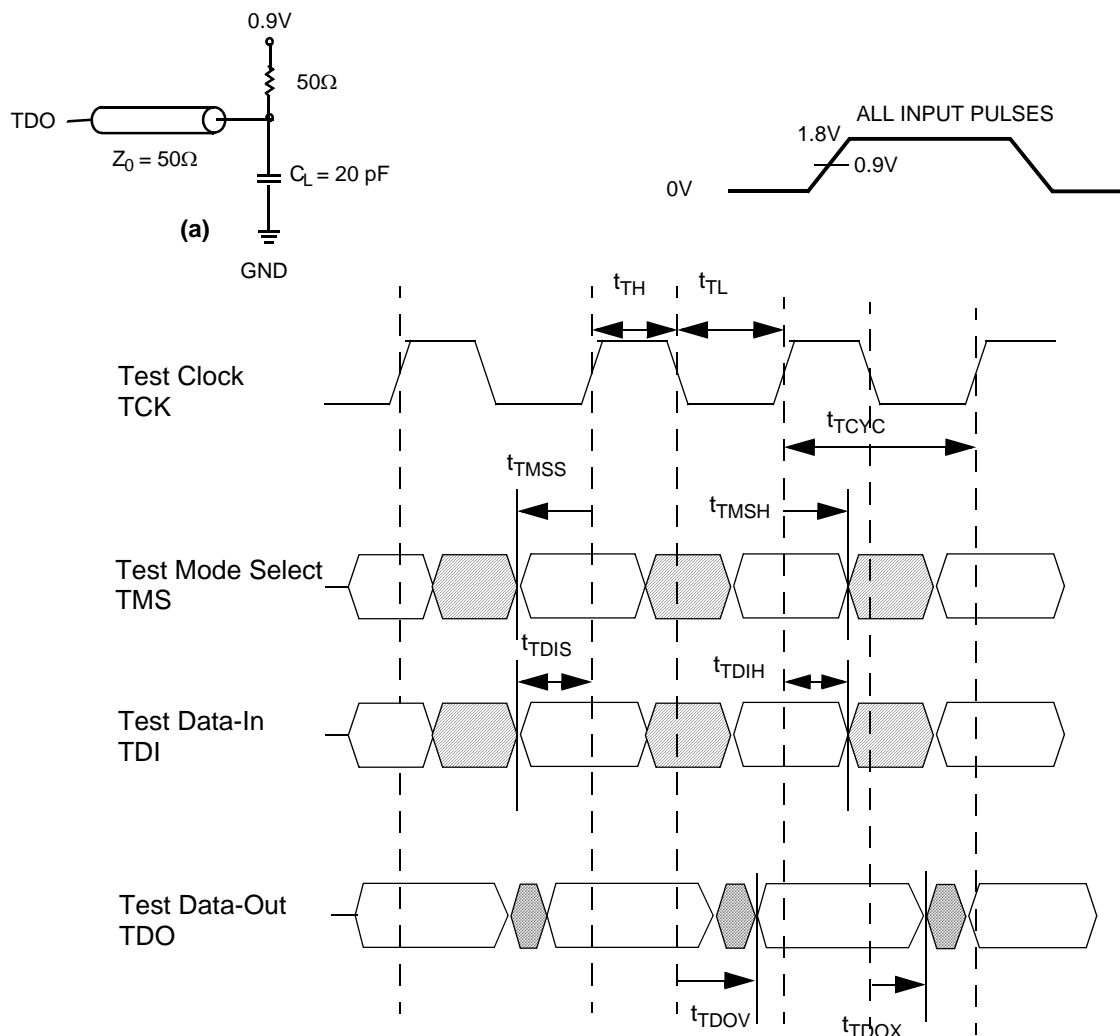 0.9V
50Ω
TDO
Z0 = 50Ω
CL = 20 pF
(a)
GND
ALL INPUT PULSES
1.8V
0.9V
0V
tTH
tTL
Test Clock
TCK
tTCYC
tTMSS
tTMSH
Test Mode Select
TMS
tTDIS
tTDIH
Test Data-In
TDI
Test Data-Out
TDO
tTDOV
tTDOX